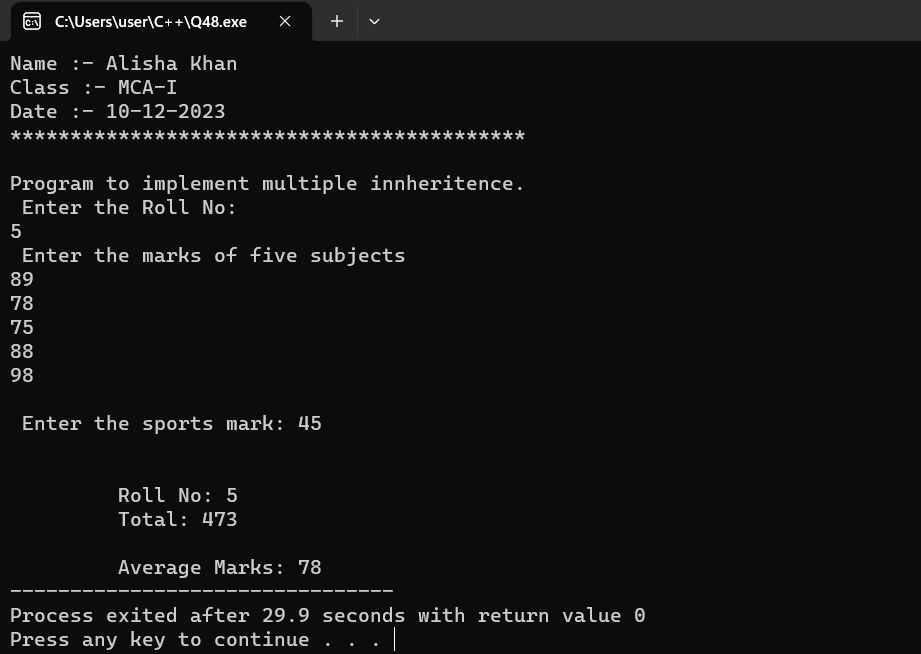 C:\Users\user\C++\Q48.exe
Name :- Alisha Khan
Class :- MCA-I
Date :- 10-12-2023
*******************************************
Program to implement multiple innheritence.
Enter the Roll No:
5
Enter the marks of five subjects
89
78
75
88
98
Enter the sports mark: 45
Roll No: 5
Total: 473
Average Marks: 78
--------------------------------
Process exited after 29.9 seconds with return value 0
Press any key to continue . . .